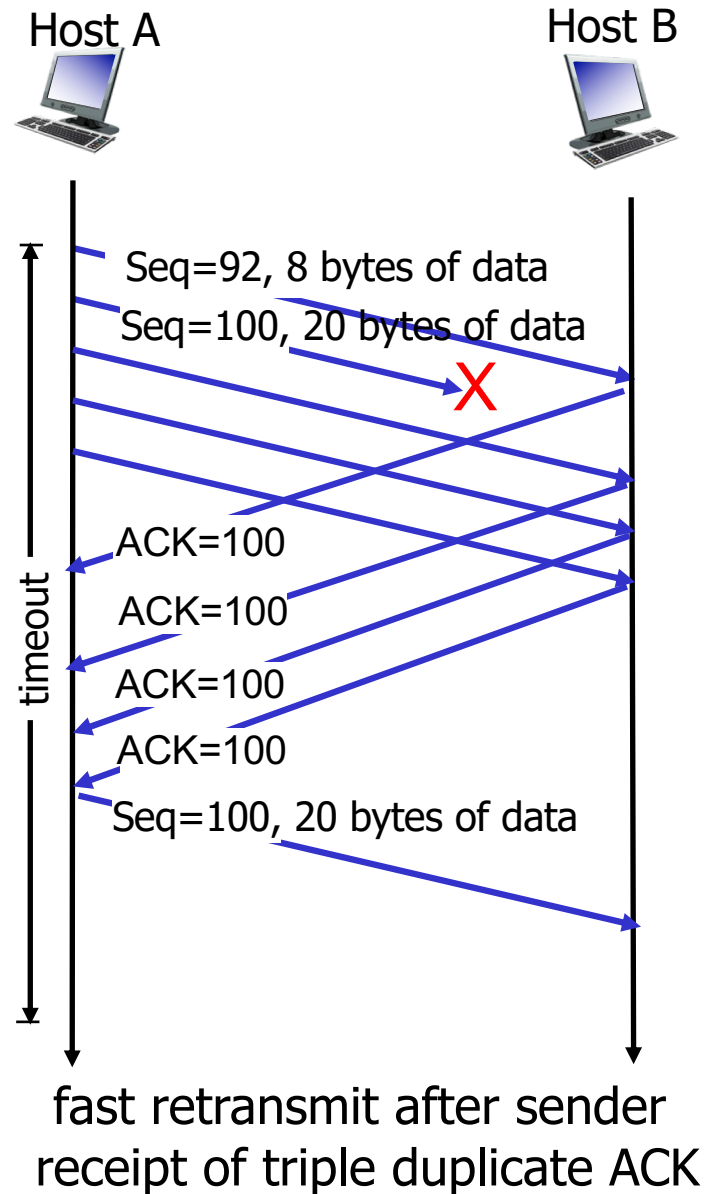 Host A
Host B
Seq=92, 8 bytes of data
Seq=100, 20 bytes of data
X
ACK=100
ACK=100
timeout
ACK=100
ACK=100
Seq=100, 20 bytes of data
fast retransmit after sender
receipt of triple duplicate ACK